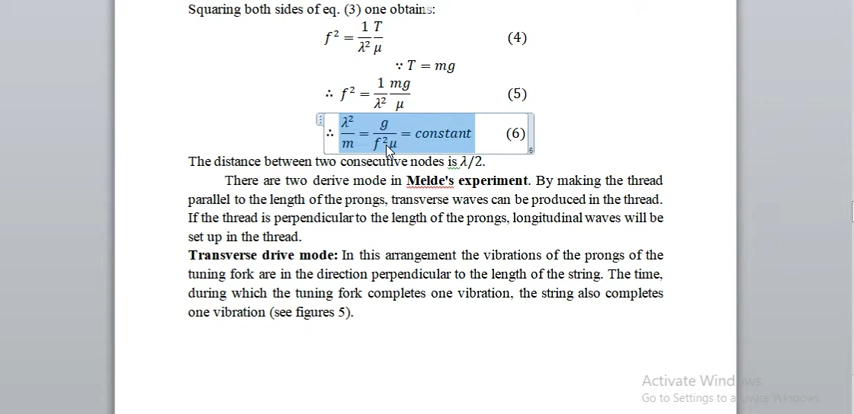 Squaring both sides of eq. (3) one obtains:
f² = 1/λ² T/μ (4)
∵ T = mg
∴ f² = 1/λ² mg/μ (5)
∴ λ²/m = g/f²μ = constant (6)
The distance between two consecutive nodes is λ/2.
There are two derive mode in Melde's experiment. By making the thread
parallel to the length of the prongs, transverse waves can be produced in the thread.
If the thread is perpendicular to the length of the prongs, longitudinal waves will be
set up in the thread.
Transverse drive mode: In this arrangement the vibrations of the prongs of the
tuning fork are in the direction perpendicular to the length of the string. The time,
during which the tuning fork completes one vibration, the string also completes
one vibration (see figures 5).
Activate Windows
Go to Settings to activate Windows.